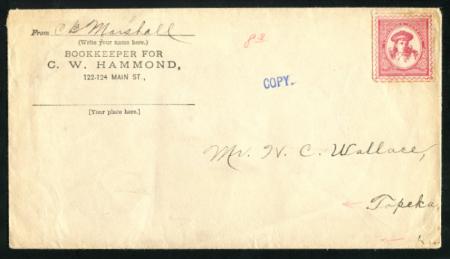 From C B Marshall
(Write your name here.)
BOOKKEEPER FOR
C. W. HAMMOND,
122-124 MAIN ST.,
[Your place here.]
83
COPY.
Mr. N. C. Wallace,
Topeka,